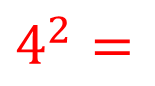 4² =